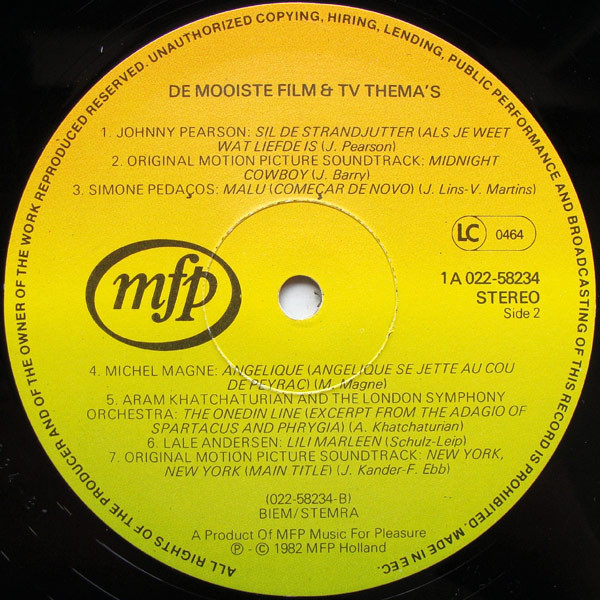 ALL RIGHTS OF THE PRODUCER AND OF THE OWNER OF THE WORK REPRODUCED RESERVED. UNAUTHORIZED COPYING, HIRING, LENDING, PUBLIC PERFORMANCE AND BROADCASTING OF THIS RECORD IS PROHIBITED. MADE IN EEC.
DE MOOISTE FILM & TV THEMA'S
1. JOHNNY PEARSON: SIL DE STRANDJUTTER (ALS JE WEET
WAT LIEFDE IS (J. Pearson)
2. ORIGINAL MOTION PICTURE SOUNDTRACK: MIDNIGHT
COWBOY (J. Barry)
3. SIMONE PEDAÇOS: MALU (COMEÇAR DE NOVO) (J. Lins-V. Martins)
LC 0464
mfp
1A 022-58234
STEREO
Side 2
4. MICHEL MAGNE: ANGELIQUE (ANGELIQUE SE JETTE AU COU
DE PEYRAC) (M. Magne)
5. ARAM KHATCHATURIAN AND THE LONDON SYMPHONY
ORCHESTRA: THE ONEDIN LINE (EXCERPT FROM THE ADAGIO OF
SPARTACUS AND PHRYGIA) (A. Khatchaturian)
6. LALE ANDERSEN: LILI MARLEEN (Schulz-Leip)
7. ORIGINAL MOTION PICTURE SOUNDTRACK: NEW YORK,
NEW YORK (MAIN TITLE) (J. Kander-F. Ebb)
(022-58234-B)
BIEM/STEMRA
A Product Of MFP Music For Pleasure
Ⓟ - © 1982 MFP Holland